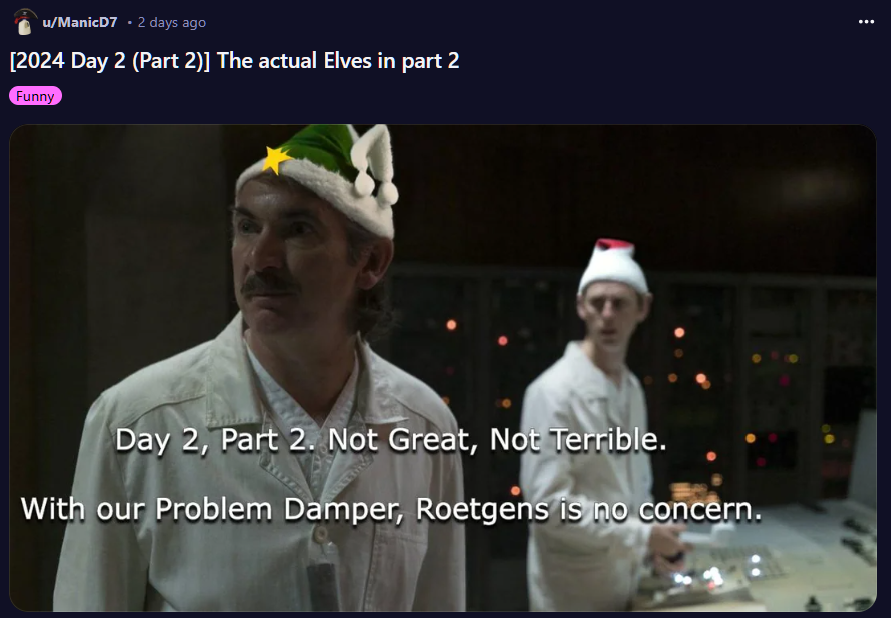 u/ManicD7 • 2 days ago
[2024 Day 2 (Part 2)] The actual Elves in part 2
Funny
Day 2, Part 2. Not Great, Not Terrible.
With our Problem Damper, Roetgens is no concern.